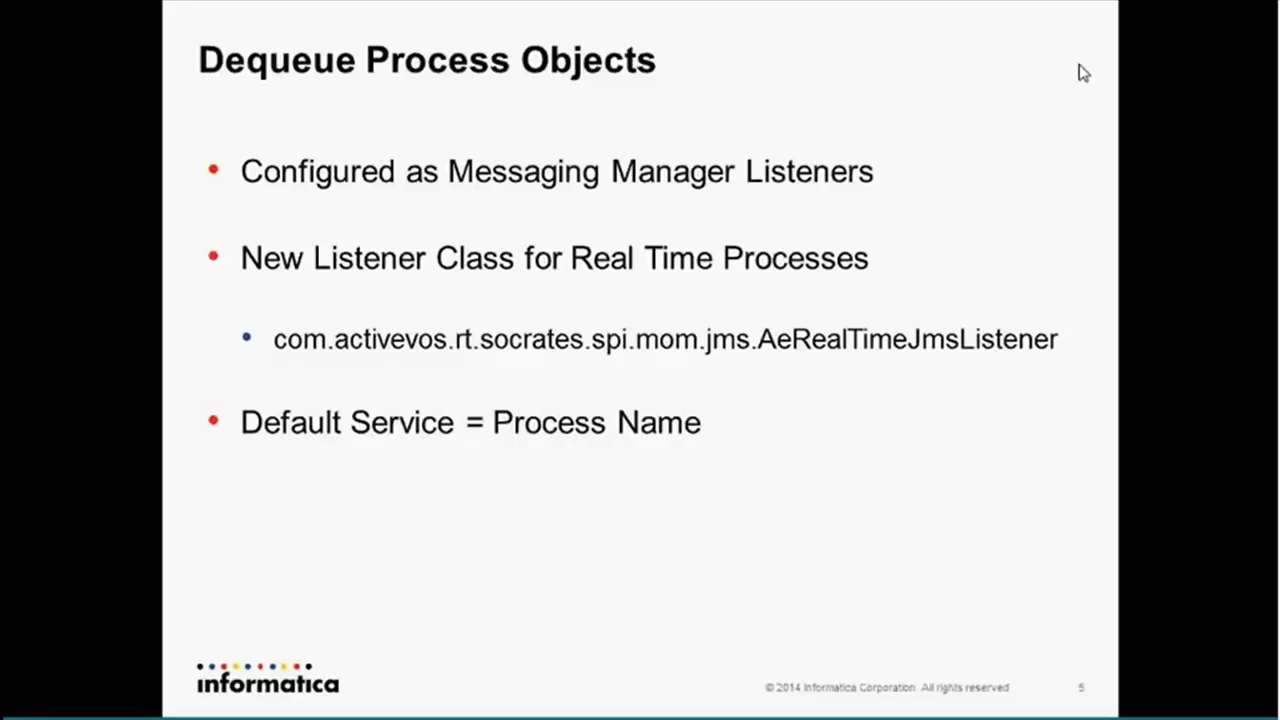 Dequeue Process Objects
Configured as Messaging Manager Listeners
New Listener Class for Real Time Processes
com.activevos.rt.socrates.spi.mom.jms.AeRealTimeJmsListener
Default Service = Process Name
informatica
© 2014 Informatica Corporation. All rights reserved
5